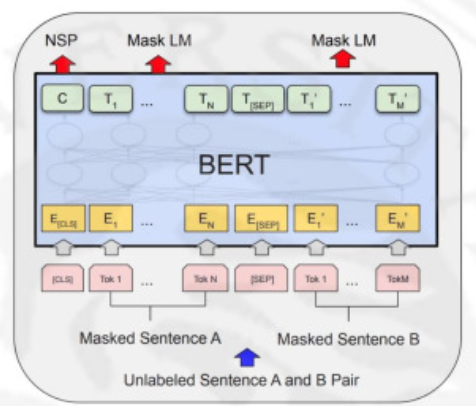 NSP Mask LM Mask LM
C T1 ... TN T[SEP] T1' ... TM'
BERT
E[CLS] E1 ... EN E[SEP] E1' ... EM'
[CLS] Tok 1 ... Tok N [SEP] Tok 1 ... TokM
Masked Sentence A Masked Sentence B
Unlabeled Sentence A and B Pair